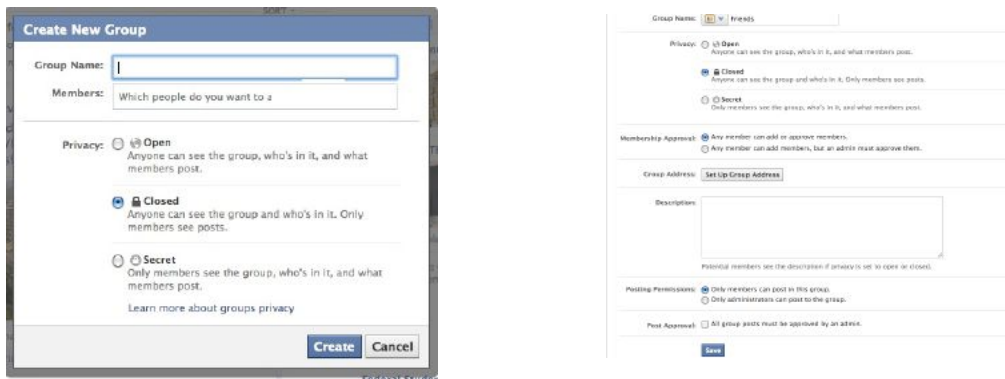 SORT
Create New Group
Group Name:
Members: Which people do you want to a
Privacy: Open
Anyone can see the group, who's in it, and what
members post.
Closed
Anyone can see the group and who's in it. Only
members see posts.
Secret
Only members see the group, who's in it, and what
members post.
Learn more about groups privacy
Create Cancel
Federal Stude
Group Name: friends
Privacy: Open
Anyone can see the group, who's in it, and what members post.
Closed
Anyone can see the group and who's in it. Only members see posts.
Secret
Only members see the group, who's in it, and what members post.
Membership Approval: Any member can add or approve members.
Any member can add members, but an admin must approve them.
Group Address: Set Up Group Address
Description:
Potential members see the description if privacy is set to open or closed.
Posting Permissions: Only members can post in this group.
Only administrators can post to the group.
Post Approval: All group posts must be approved by an admin.
Save